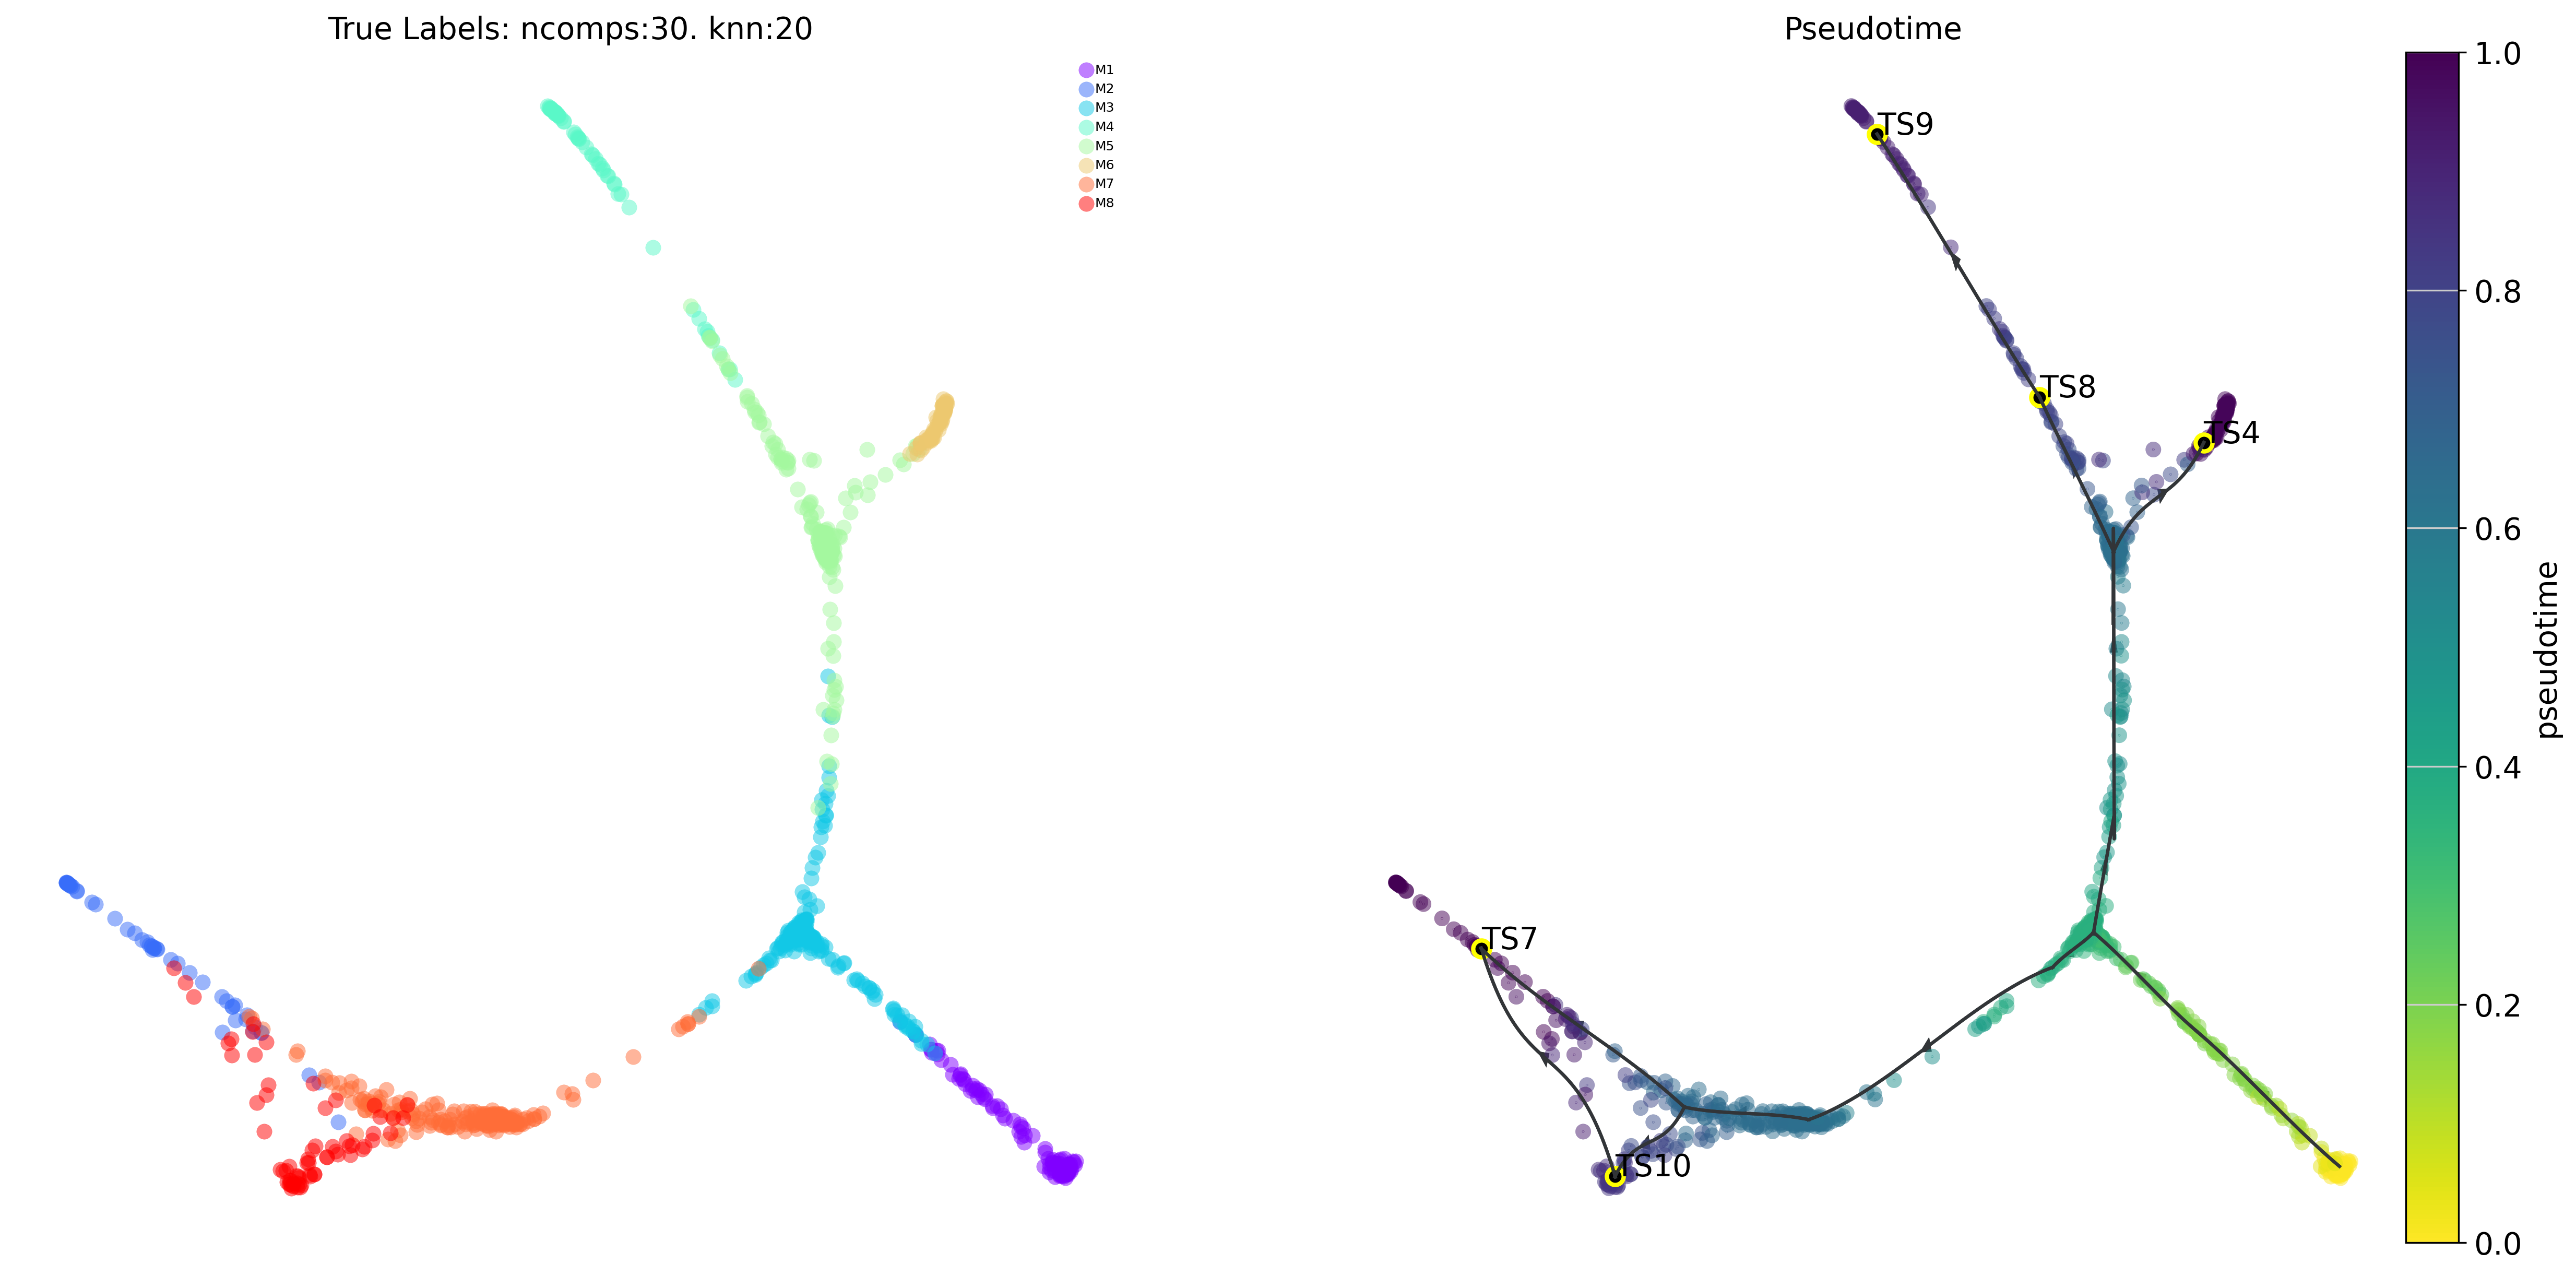 True Labels: ncomps:30. knn:20
M1
M2
M3
M4
M5
M6
M7
M8
Pseudotime
TS9
TS8
TS4
TS7
TS10
1.0
0.8
0.6
0.4
0.2
0.0
pseudotime